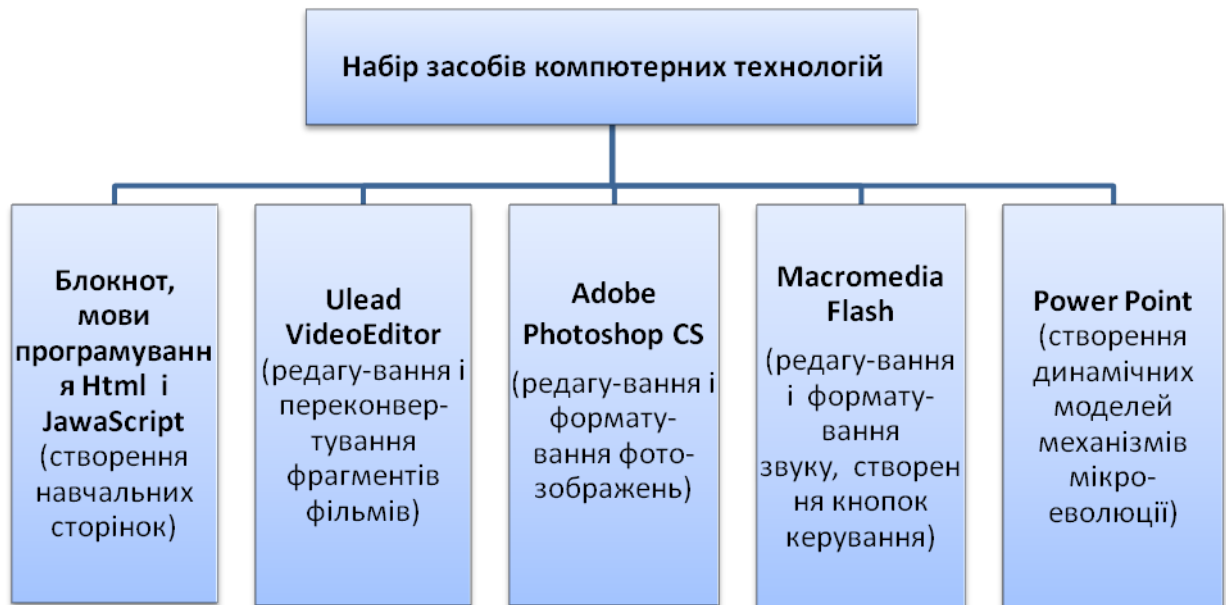 Набір засобів компютерних технологій
Блокнот,
мови
програмуванн
я Html і
JawaScript
(створення
навчальних
сторінок)
Ulead
VideoEditor
(редагу-вання і
переконвер-
тування
фрагментів
фільмів)
Adobe
Photoshop CS
(редагу-вання і
формату-
вання фото-
зображень)
Macromedia
Flash
(редагу-вання
і формату-
вання
звуку, створен
ня кнопок
керування)
Power Point
(створення
динамічних
моделей
механізмів
мікро-
еволюції)